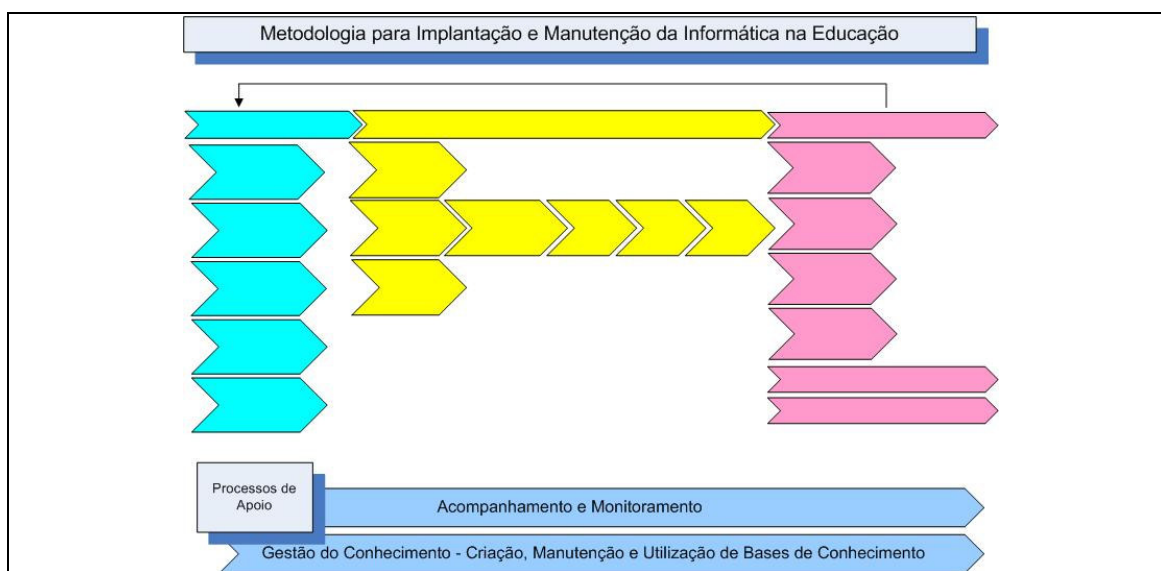 Metodologia para Implantação e Manutenção da Informática na Educação
Processos de
Apoio
Acompanhamento e Monitoramento
Gestão do Conhecimento - Criação, Manutenção e Utilização de Bases de Conhecimento